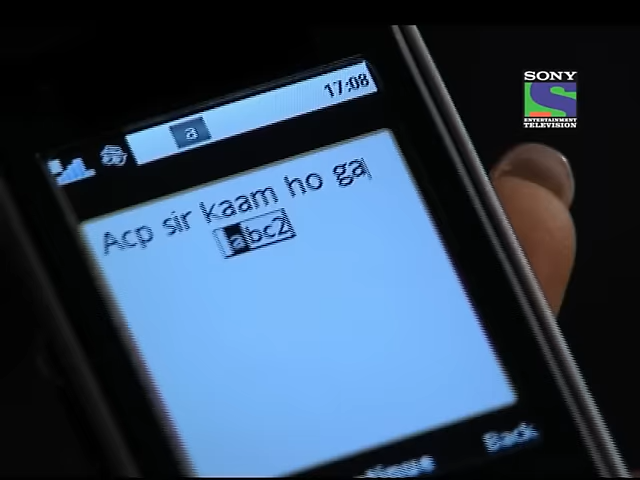 17:08
SONY
a
S
ENTERTAINMENT
TELEVISION
Acp sir kaam ho ga
abc2
Back